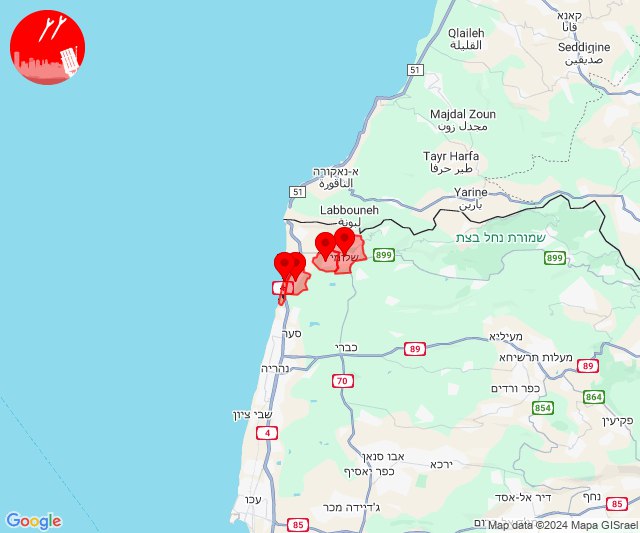 קאנא
קָانָا
Qlaileh
القليلة
Seddiqine
صديقين
51
Majdal Zoun
مجدل زون
Tayr Harfa
طير حرفا
א-נאקורה
الناقورة
51
Yarine
يارين
Labbouneh
لبونة
שמורת נחל בצת
899
899
שלומי
4
סער
כברי
89
מעיליא
מעלות תרשיחא
89
נהריה
70
כפר ורדים
864
854
שבי ציון
פקיעין
4
אבו סנאן
ירכא
כפר יאסיף
נחף
דיר אל-אסד
עכו
ג'דיידה מכר
85
85
Google
Map data ©2024 Mapa GISrael